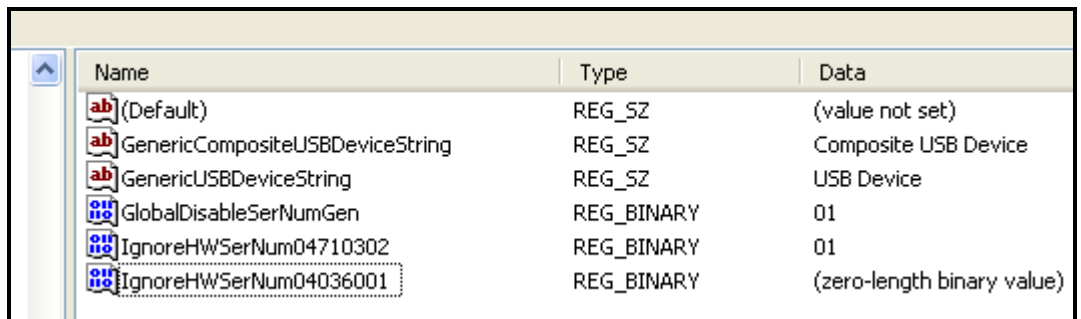 Name Type Data
(Default) REG_SZ (value not set)
GenericCompositeUSBDeviceString REG_SZ Composite USB Device
GenericUSBDeviceString REG_SZ USB Device
GlobalDisableSerNumGen REG_BINARY 01
IgnoreHWSerNum04710302 REG_BINARY 01
IgnoreHWSerNum04036001 REG_BINARY (zero-length binary value)